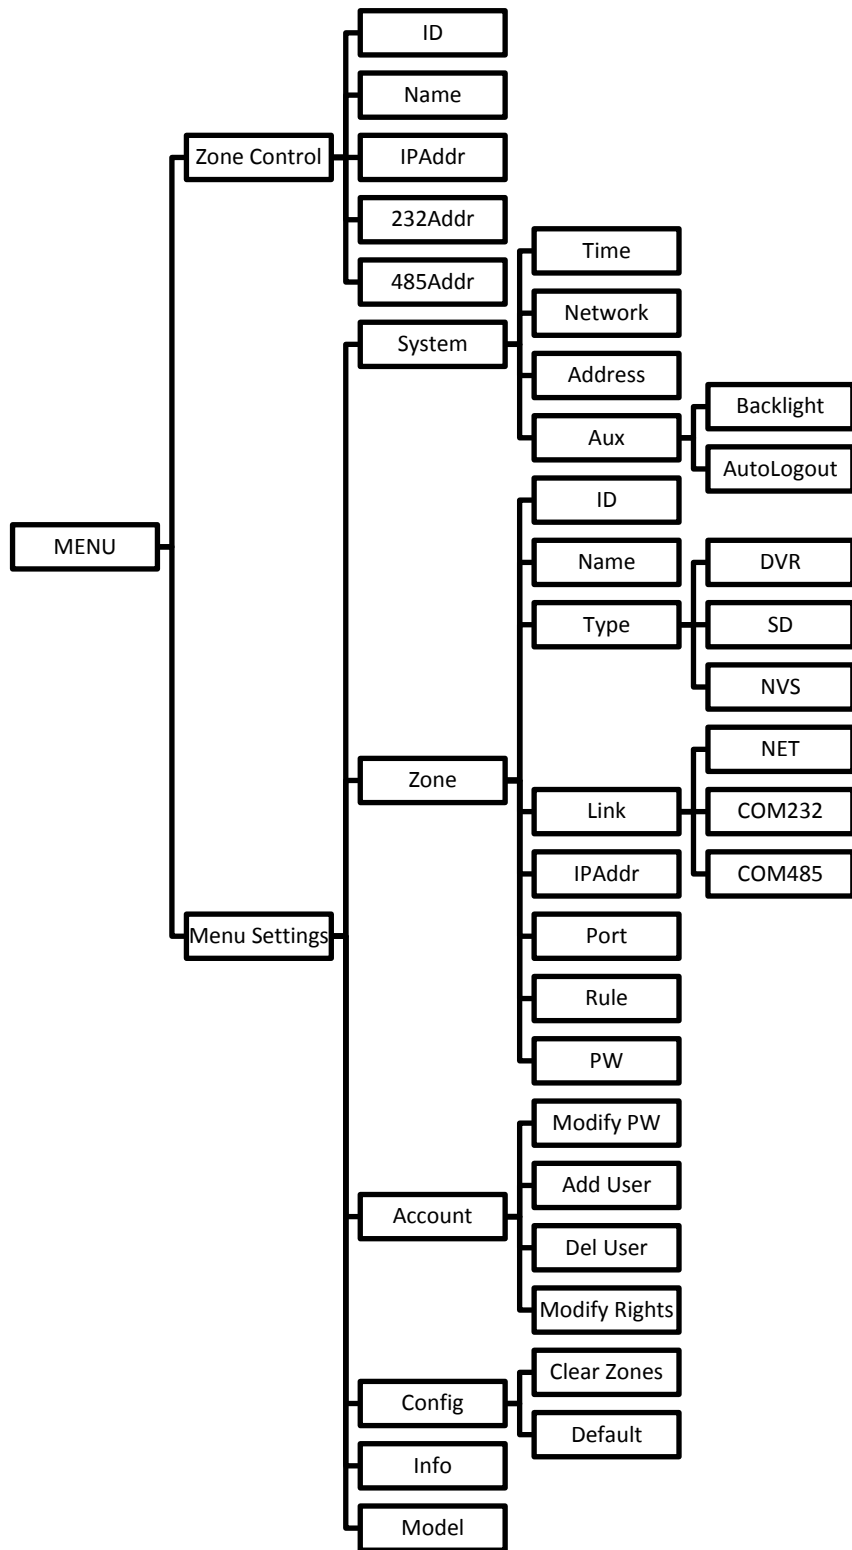 MENU
Zone Control
ID
Name
IPAddr
232Addr
485Addr
Menu Settings
System
Time
Network
Address
Aux
Backlight
AutoLogout
Zone
ID
Name
Type
DVR
SD
NVS
Link
NET
COM232
COM485
IPAddr
Port
Rule
PW
Account
Modify PW
Add User
Del User
Modify Rights
Config
Clear Zones
Default
Info
Model